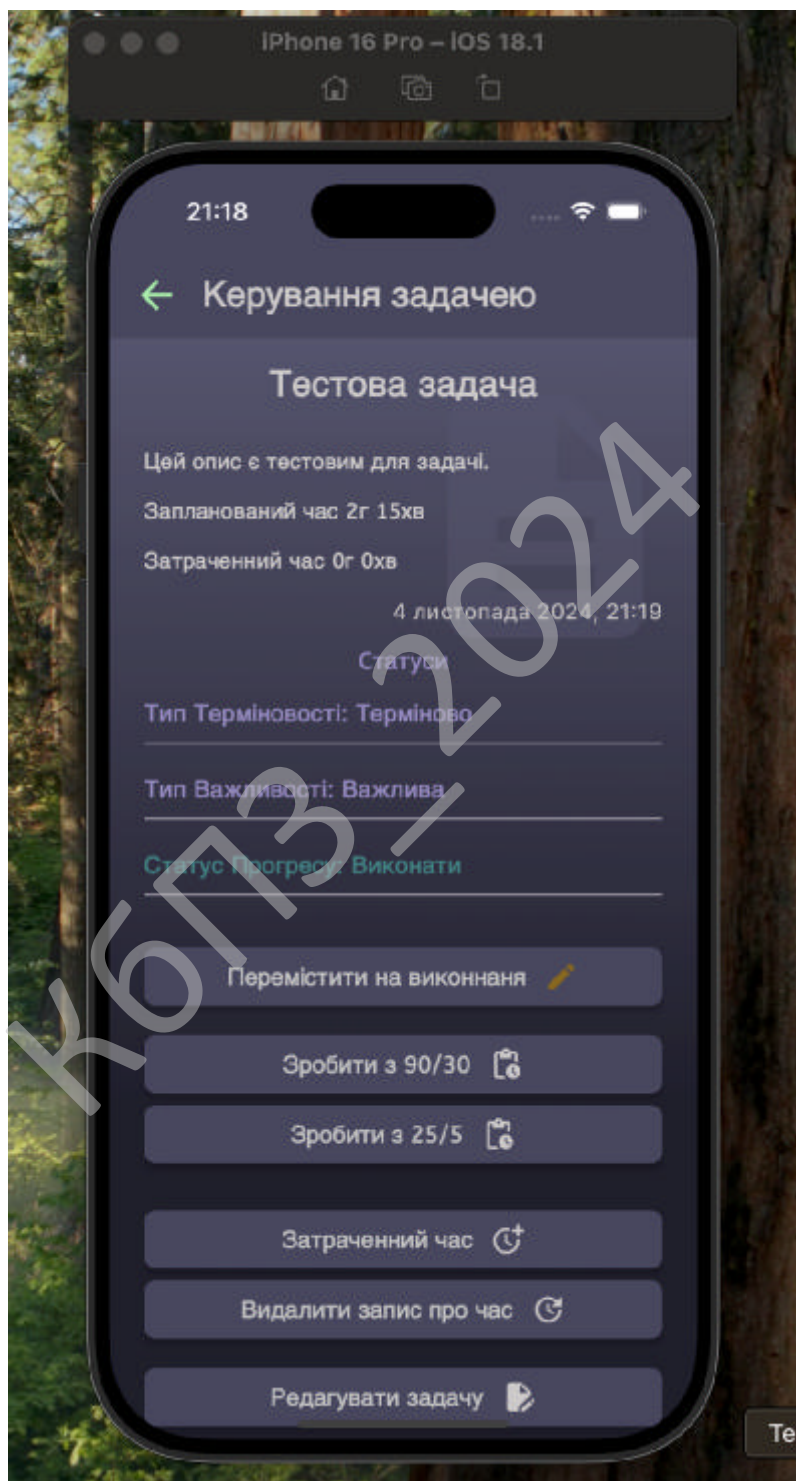 iPhone 16 Pro – iOS 18.1
21:18
Керування задачею
Тестова задача
Цей опис є тестовим для задачі.
Запланований час 2г 15хв
Затраченний час 0г 0хв
4 листопада 2024, 21:19
Статуси
Тип Терміновості: Терміново
Тип Важливості: Важлива
Статус Прогресу: Виконати
Перемістити на виконнаня
Зробити з 90/30
Зробити з 25/5
Затраченний час
Видалити запис про час
Редагувати задачу
Te
КбПЗ_2024